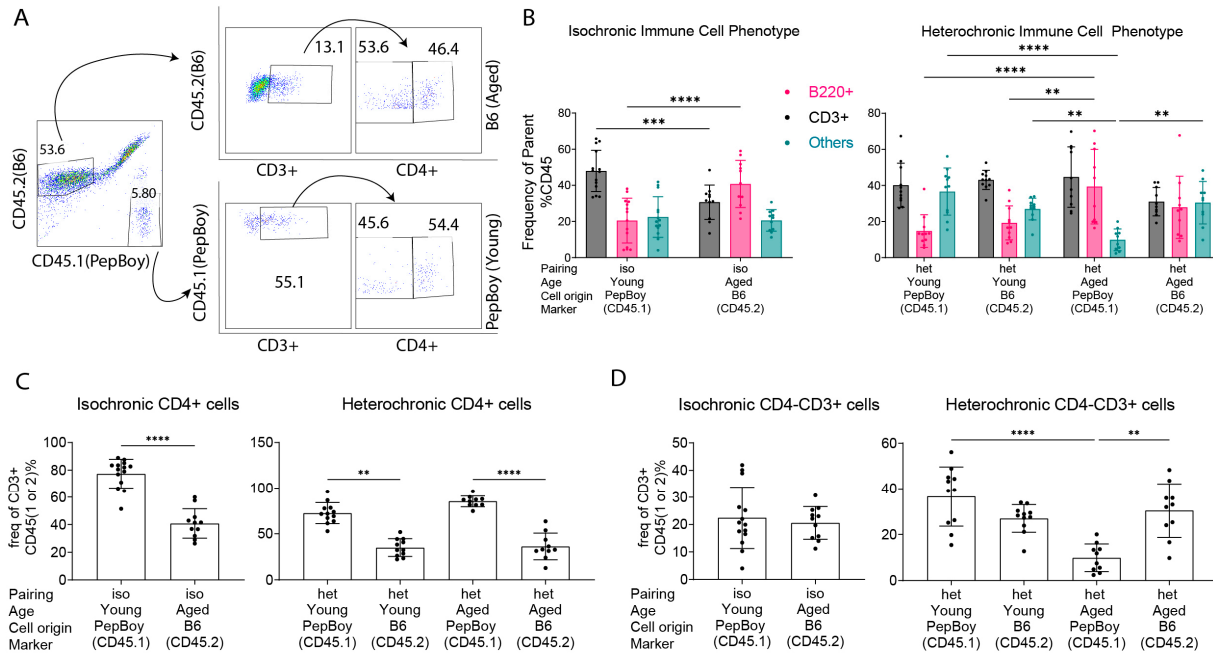 A
CD45.2(B6)
53.6
5.80
CD45.1(PepBoy)
CD45.2(B6)
13.1
53.6
46.4
B6 (Aged)
CD3+
CD4+
CD45.1(PepBoy)
55.1
45.6
54.4
PepBoy (Young)
CD3+
CD4+
B
Isochronic Immune Cell Phenotype
Heterochronic Immune Cell Phenotype
B220+
CD3+
Others
Frequency of Parent
%CD45
80
60
40
20
0
***
****
Pairing iso iso
Age Young Aged
Cell origin PepBoy B6
Marker (CD45.1) (CD45.2)
80
60
40
20
0
****
****
**
**
**
het het het het
Young Young Aged Aged
PepBoy B6 PepBoy B6
(CD45.1) (CD45.2) (CD45.1) (CD45.2)
C
Isochronic CD4+ cells
Heterochronic CD4+ cells
freq of CD3+
CD45(1 or 2)%
100
80
60
40
20
0
****
150
100
50
0
**
****
Pairing iso iso het het het het
Age Young Aged Young Young Aged Aged
Cell origin PepBoy B6 PepBoy B6 PepBoy B6
Marker (CD45.1) (CD45.2) (CD45.1) (CD45.2) (CD45.1) (CD45.2)
D
Isochronic CD4-CD3+ cells
Heterochronic CD4-CD3+ cells
freq of CD3+
CD45(1 or 2)%
50
40
30
20
10
0
60
40
20
0
****
**
Pairing iso iso het het het het
Age Young Aged Young Young Aged Aged
Cell origin PepBoy B6 PepBoy B6 PepBoy B6
Marker (CD45.1) (CD45.2) (CD45.1) (CD45.2) (CD45.1) (CD45.2)